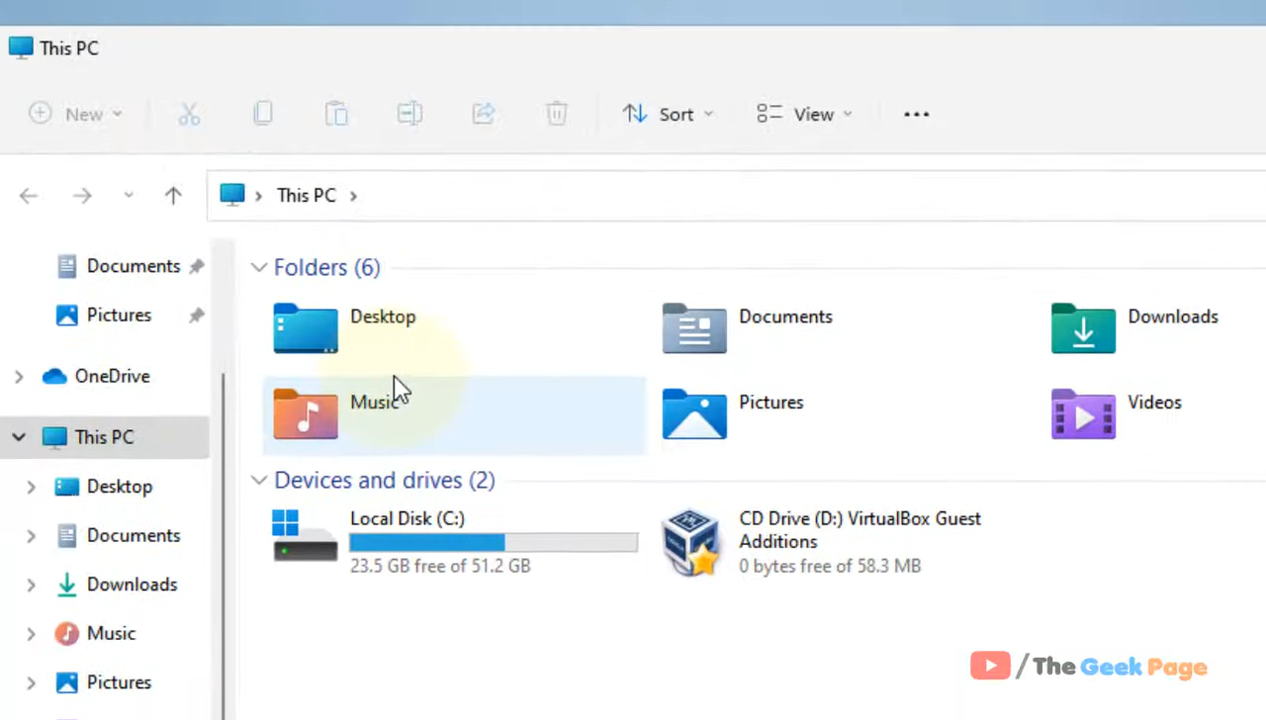 This PC
New
Sort
View
This PC
Documents
Pictures
OneDrive
This PC
Desktop
Documents
Downloads
Music
Pictures
Folders (6)
Desktop
Documents
Downloads
Music
Pictures
Videos
Devices and drives (2)
Local Disk (C:)
23.5 GB free of 51.2 GB
CD Drive (D:) VirtualBox Guest
Additions
0 bytes free of 58.3 MB
/The Geek Page